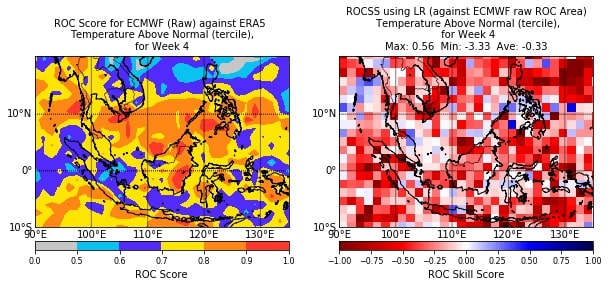 ROC Score for ECMWF (Raw) against ERA5
Temperature Above Normal (tercile),
for Week 4
10°N
0°
10°S
90°E 100°E 110°E 120°E 130°E
0.0 0.5 0.6 0.7 0.8 0.9 1.0
ROC Score
ROCSS using LR (against ECMWF raw ROC Area)
Temperature Above Normal (tercile),
for Week 4
Max: 0.56 Min: -3.33 Ave: -0.33
10°N
0°
10°S
90°E 100°E 110°E 120°E 130°E
−1.00 −0.75 −0.50 −0.25 0.00 0.25 0.50 0.75 1.00
ROC Skill Score